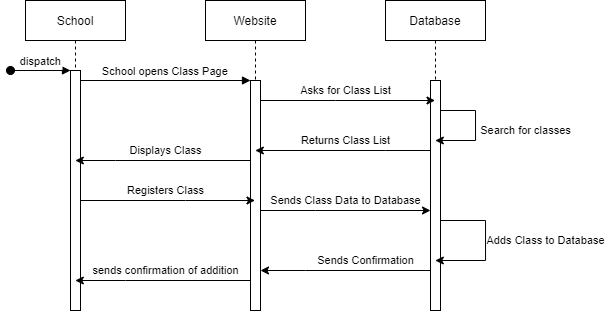 School
Website
Database
dispatch
School opens Class Page
Asks for Class List
Search for classes
Returns Class List
Displays Class
Registers Class
Sends Class Data to Database
Adds Class to Database
Sends Confirmation
sends confirmation of addition